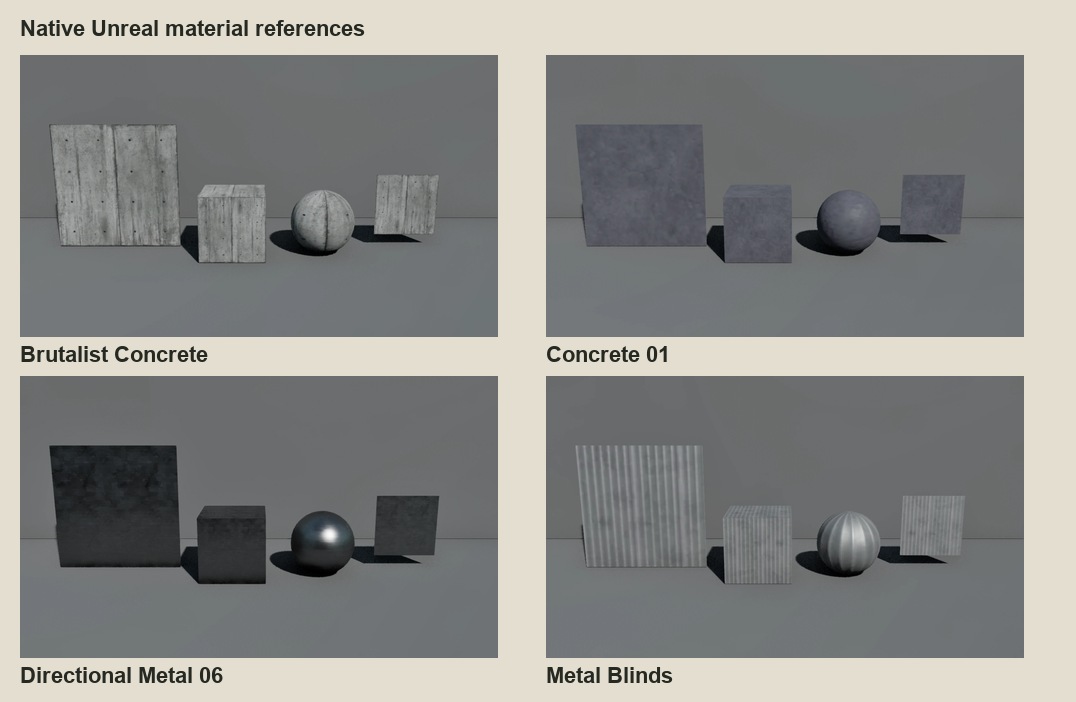 Native Unreal material references
Brutalist Concrete
Concrete 01
Directional Metal 06
Metal Blinds